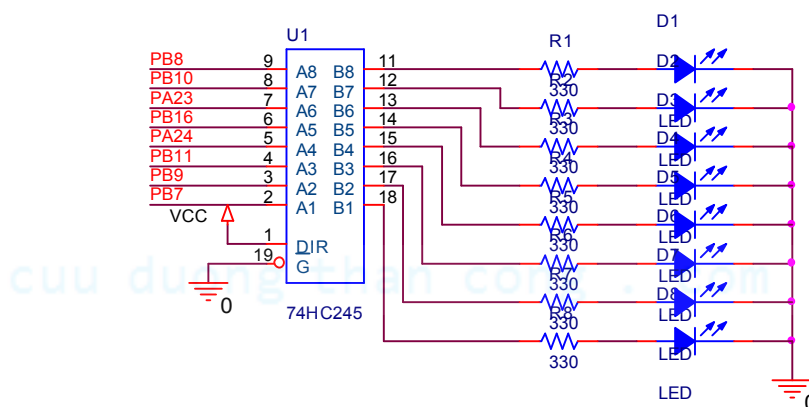 D1
U1
R1
PB8 9 A8 B8 11
D2
R2
PB10 8 A7 B7 12
330
D3
LED
R3
PA23 7 A6 B6 13
330
D4
LED
R4
PB16 6 A5 B5 14
330
D5
LED
R5
PA24 5 A4 B4 15
330
D6
LED
R6
PB11 4 A3 B3 16
330
D7
LED
R7
PB9 3 A2 B2 17
330
D8
LED
R8
PB7 2 A1 B1 18
330
LED
VCC
1 DIR
19 G
0
74HC245
330
LED
0
cuu duong than cong . com